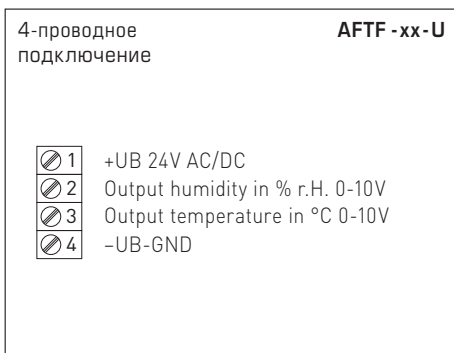 4-проводное AFTF-xx-U
подключение
1 +UB 24V AC/DC
2 Output humidity in % r.H. 0-10V
3 Output temperature in °C 0-10V
4 –UB-GND